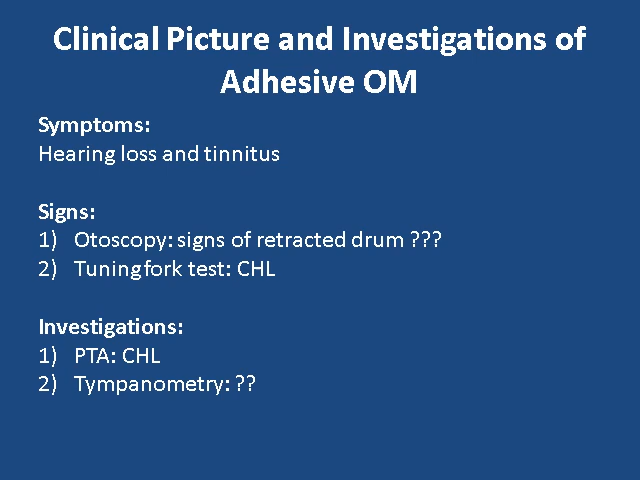 Clinical Picture and Investigations of
Adhesive OM
Symptoms:
Hearing loss and tinnitus
Signs:
1) Otoscopy: signs of retracted drum ???
2) Tuning fork test: CHL
Investigations:
1) PTA: CHL
2) Tympanometry: ??